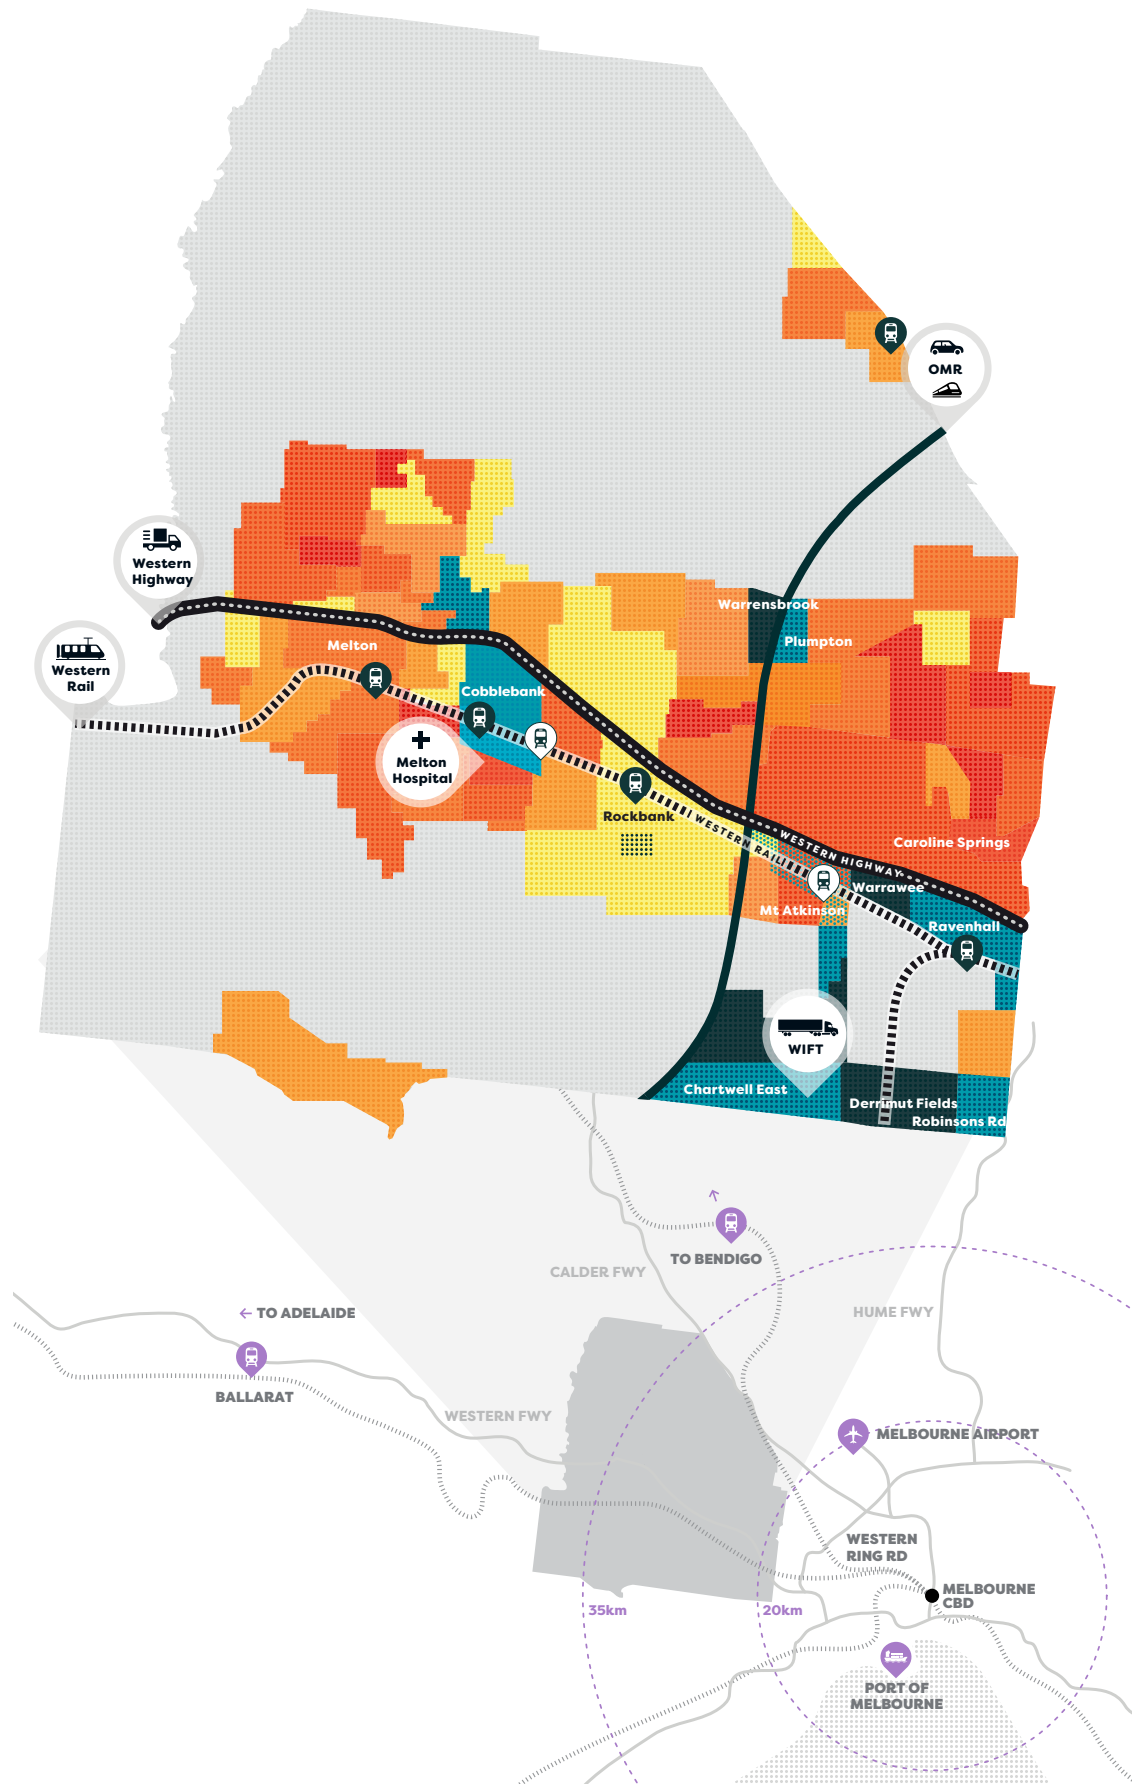 OMR
Western
Highway
Western
Rail
Warrensbrook
Plumpton
Melton
Cobblebank
Melton
Hospital
Rockbank
WESTERN RAIL
WESTERN HIGHWAY
Caroline Springs
Warrawee
Mt Atkinson
Ravenhall
WIFT
Chartwell East
Derrimut Fields
Robinsons Rd
TO BENDIGO
CALDER FWY
HUME FWY
TO ADELAIDE
BALLARAT
WESTERN FWY
MELBOURNE AIRPORT
WESTERN
RING RD
MELBOURNE
CBD
35km
20km
PORT OF
MELBOURNE